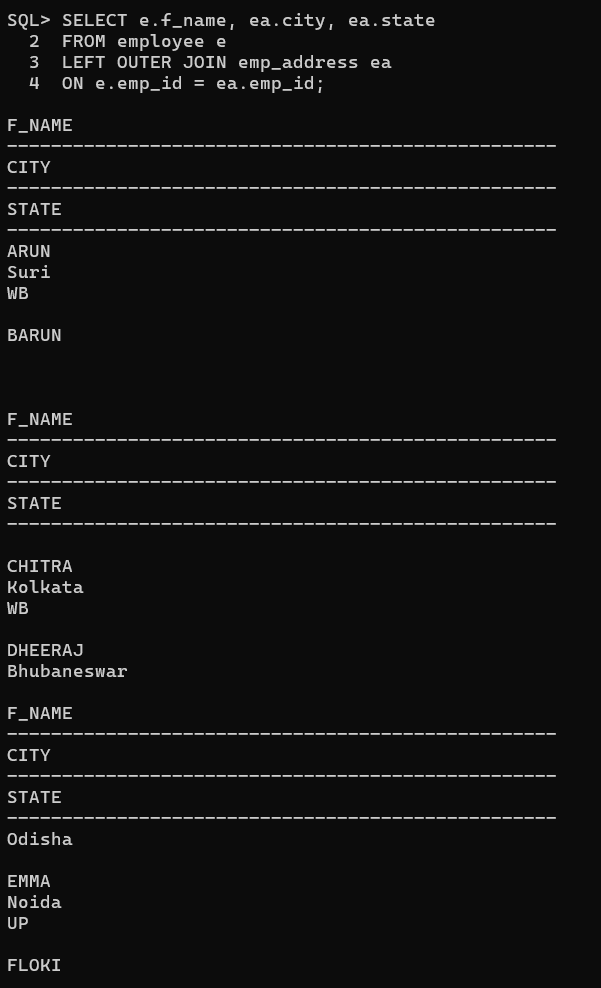 SQL> SELECT e.f_name, ea.city, ea.state
  2  FROM employee e
  3  LEFT OUTER JOIN emp_address ea
  4  ON e.emp_id = ea.emp_id;

F_NAME
--------------------------------------------------
CITY
--------------------------------------------------
STATE
--------------------------------------------------
ARUN
Suri
WB

BARUN



F_NAME
--------------------------------------------------
CITY
--------------------------------------------------
STATE
--------------------------------------------------

CHITRA
Kolkata
WB

DHEERAJ
Bhubaneswar

F_NAME
--------------------------------------------------
CITY
--------------------------------------------------
STATE
--------------------------------------------------
Odisha

EMMA
Noida
UP

FLOKI